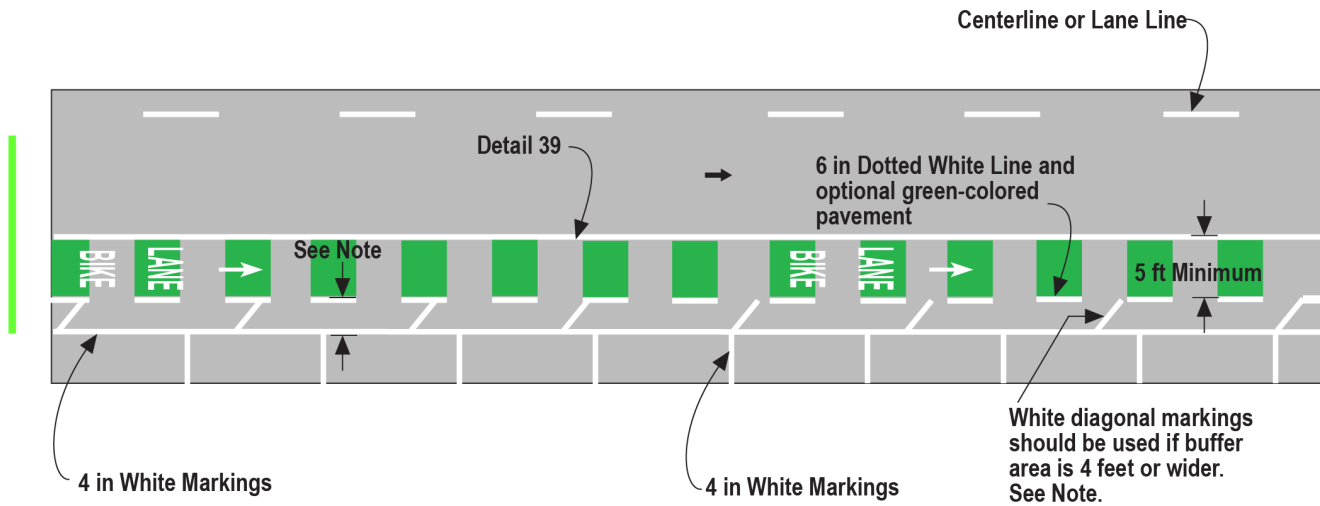 Centerline or Lane Line
Detail 39
6 in Dotted White Line and
optional green-colored
pavement
See Note
BIKE
LANE
BIKE
LANE
5 ft Minimum
4 in White Markings
4 in White Markings
White diagonal markings
should be used if buffer
area is 4 feet or wider.
See Note.